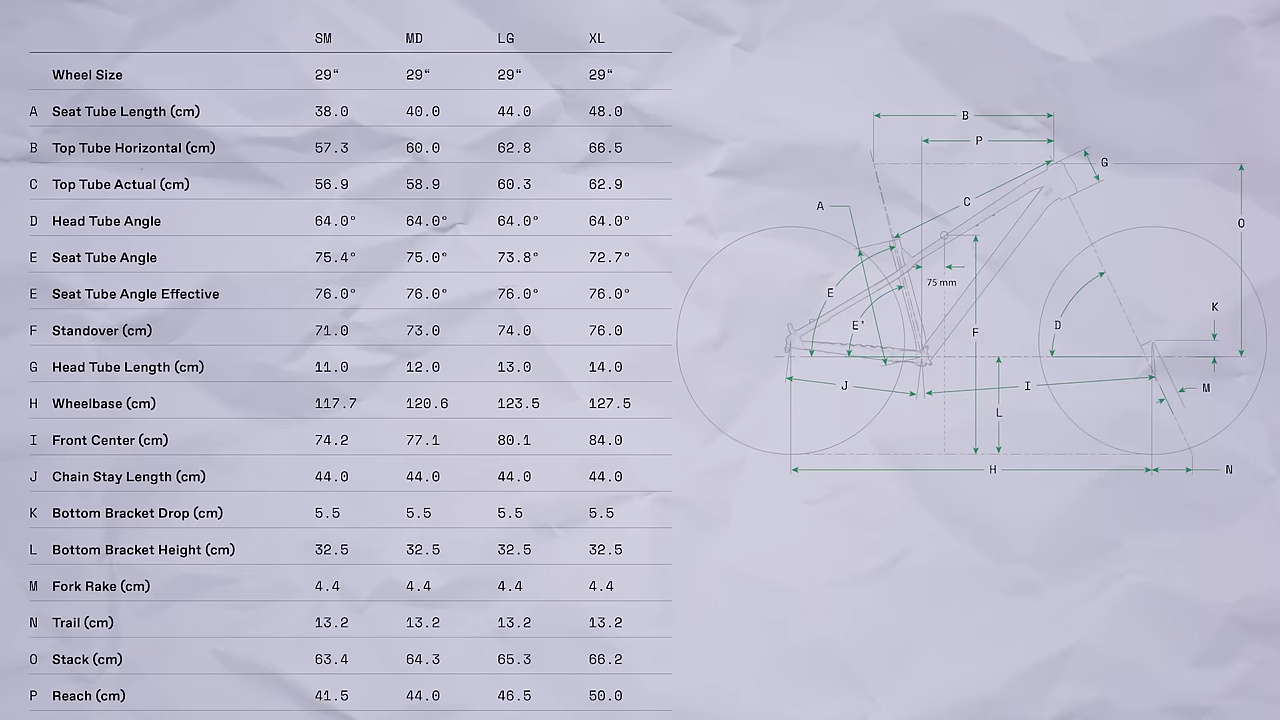 SM MD LG XL
Wheel Size 29“ 29“ 29“ 29“
A Seat Tube Length (cm) 38.0 40.0 44.0 48.0
B Top Tube Horizontal (cm) 57.3 60.0 62.8 66.5
C Top Tube Actual (cm) 56.9 58.9 60.3 62.9
D Head Tube Angle 64.0° 64.0° 64.0° 64.0°
E Seat Tube Angle 75.4° 75.0° 73.8° 72.7°
E Seat Tube Angle Effective 76.0° 76.0° 76.0° 76.0°
F Standover (cm) 71.0 73.0 74.0 76.0
G Head Tube Length (cm) 11.0 12.0 13.0 14.0
H Wheelbase (cm) 117.7 120.6 123.5 127.5
I Front Center (cm) 74.2 77.1 80.1 84.0
J Chain Stay Length (cm) 44.0 44.0 44.0 44.0
K Bottom Bracket Drop (cm) 5.5 5.5 5.5 5.5
L Bottom Bracket Height (cm) 32.5 32.5 32.5 32.5
M Fork Rake (cm) 4.4 4.4 4.4 4.4
N Trail (cm) 13.2 13.2 13.2 13.2
O Stack (cm) 63.4 64.3 65.3 66.2
P Reach (cm) 41.5 44.0 46.5 50.0
B
P
G
C
A
O
75 mm
E
K
E'
D
F
J
I
M
L
H
N